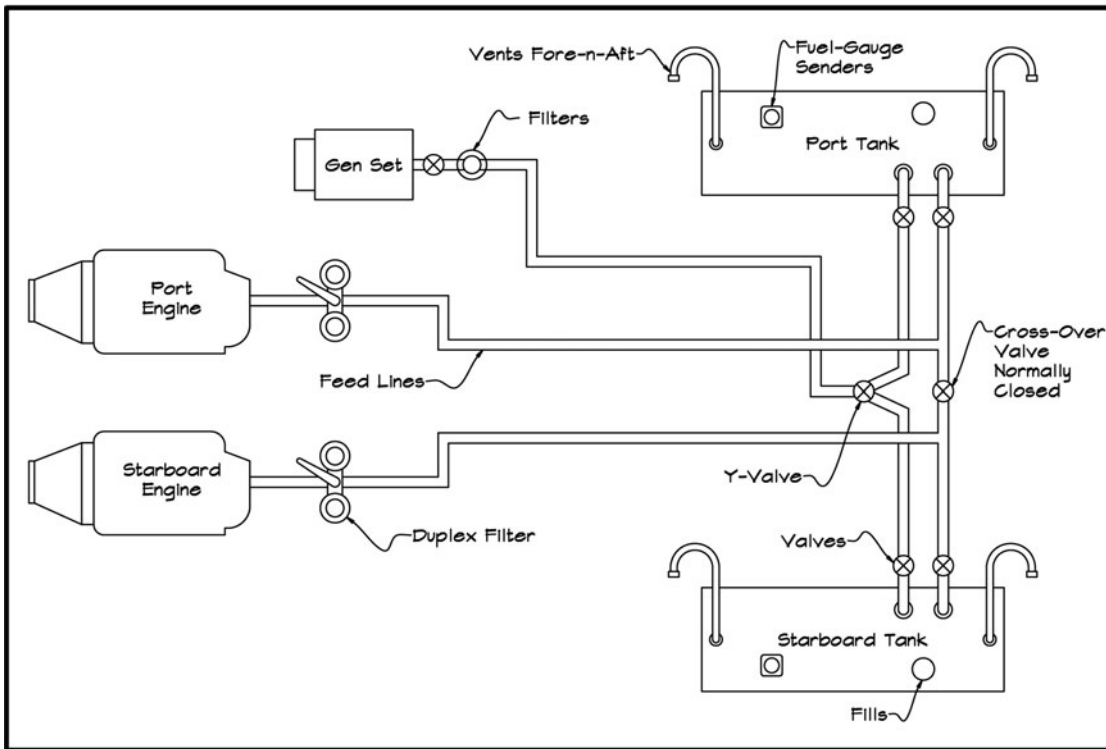 Vents Fore-n-Aft
Fuel-Gauge
Senders
Filters
Gen Set
Port Tank
Port
Engine
Feed Lines
Cross-Over
Valve
Normally
Closed
Starboard
Engine
Y-Valve
Duplex Filter
Valves
Starboard Tank
Fills